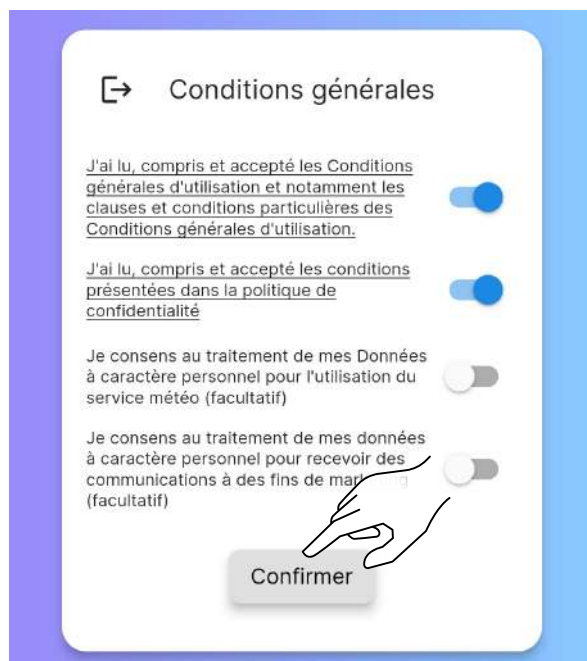 Conditions générales
J'ai lu, compris et accepté les Conditions
générales d'utilisation et notamment les
clauses et conditions particulières des
Conditions générales d'utilisation.
J'ai lu, compris et accepté les conditions
présentées dans la politique de
confidentialité
Je consens au traitement de mes Données
à caractère personnel pour l'utilisation du
service météo (facultatif)
Je consens au traitement de mes données
à caractère personnel pour recevoir des
communications à des fins de
(facultatif)
Confirmer